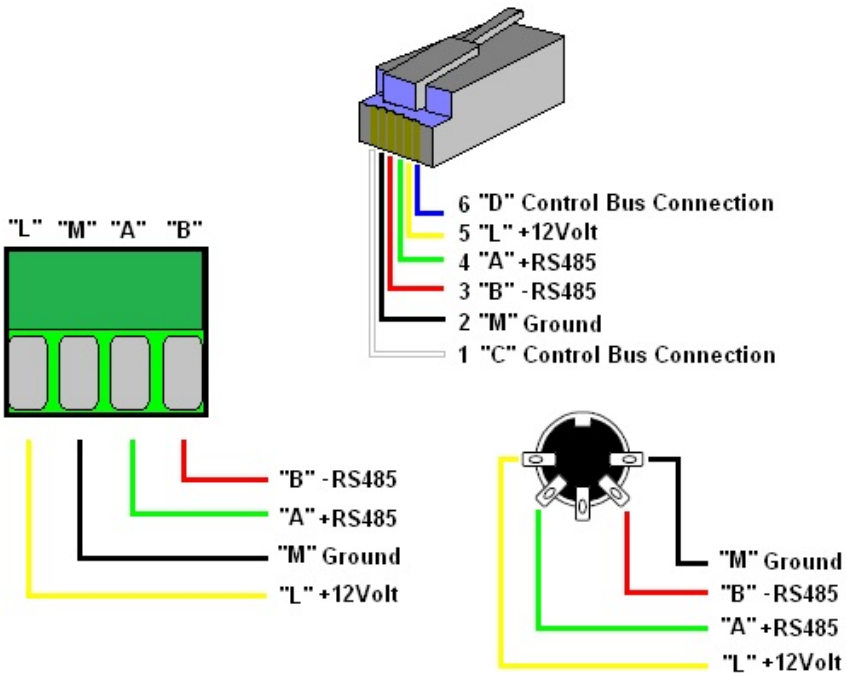 6 "D" Control Bus Connection
5 "L" +12Volt
4 "A" +RS485
3 "B" -RS485
2 "M" Ground
1 "C" Control Bus Connection
"L" "M" "A" "B"
"B" -RS485
"A" +RS485
"M" Ground
"L" +12Volt
"M" Ground
"B" -RS485
"A" +RS485
"L" +12Volt